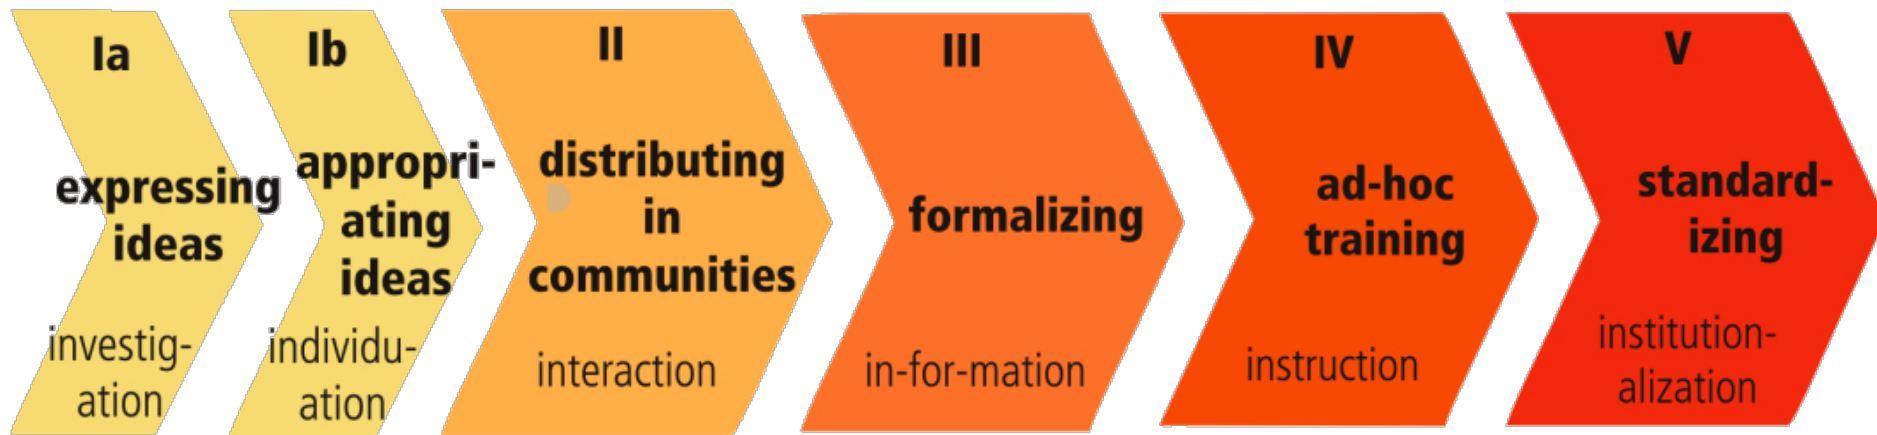 Ia
expressing
ideas
investig-
ation
Ib
appropri-
ating
ideas
individu-
ation
II
distributing
in
communities
interaction
III
formalizing
in-for-mation
IV
ad-hoc
training
instruction
V
standard-
izing
institution-
alization